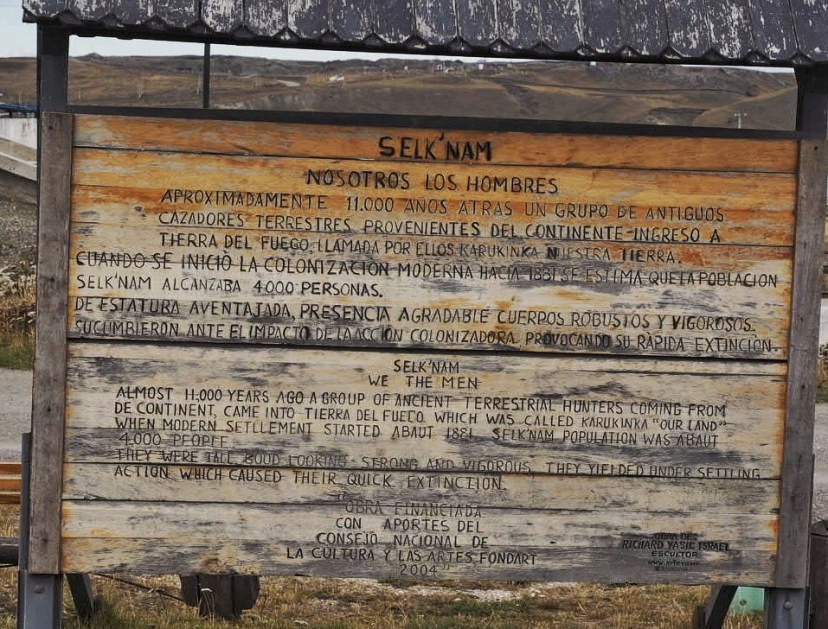 SELK'NAM
NOSOTROS LOS HOMBRES
APROXIMADAMENTE 11.000 AÑOS ATRAS UN GRUPO DE ANTIGUOS
CAZADORES TERRESTRES PROVENIENTES DEL CONTINENTE INGRESO A
TIERRA DEL FUEGO, LLAMADA POR ELLOS KARUKINKA NUESTRA TIERRA.
CUANDO SE INICIÒ LA COLONIZACION MODERNA HACIA 1881 SE ESTIMA QUE LA POBLACION
SELK'NAM ALCANZABA 4.000 PERSONAS.
DE ESTATURA AVENTAJADA, PRESENCIA AGRADABLE CUERPOS ROBUSTOS Y VIGOROSOS.
SUCUMBIERON ANTE EL IMPACTO DE LA ACCIÓN COLONIZADORA, PROVOCANDO SU RÁPIDA EXTINCIÓN.
SELK'NAM
WE THE MEN
ALMOST 11,000 YEARS AGO A GROUP OF ANCIENT TERRESTRIAL HUNTERS COMING FROM
DE CONTINENT, CAME INTO TIERRA DEL FUEGO, WHICH WAS CALLED KARUKINKA "OUR LAND"
WHEN MODERN SETLLEMENT STARTED ABAUT 1881, SELK'NAM POPULATION WAS ABAUT
4,000 PEOPLE
THEY WERE TALL GOOD LOOKING, STRONG AND VIGOROUS, THEY YIELDED UNDER SETTLING
ACTION WHICH CAUSED THEIR QUICK EXTINCTION.
"OBRA FINANCIADA
CON APORTES DEL
CONSEJO NACIONAL DE
LA CULTURA Y LAS ARTES FONDART
2004"
OBRA DE:
RICHARD YASIC ISRAEL
ESCULTOR